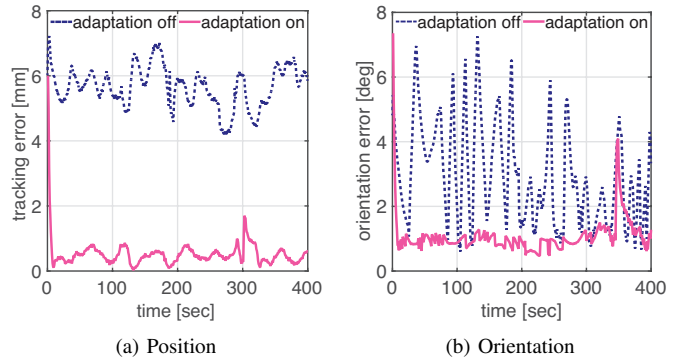 adaptation off adaptation on
tracking error [mm]
8
6
4
2
0
0 100 200 300 400
time [sec]
(a) Position
adaptation off adaptation on
orientation error [deg]
8
6
4
2
0
0 100 200 300 400
time [sec]
(b) Orientation